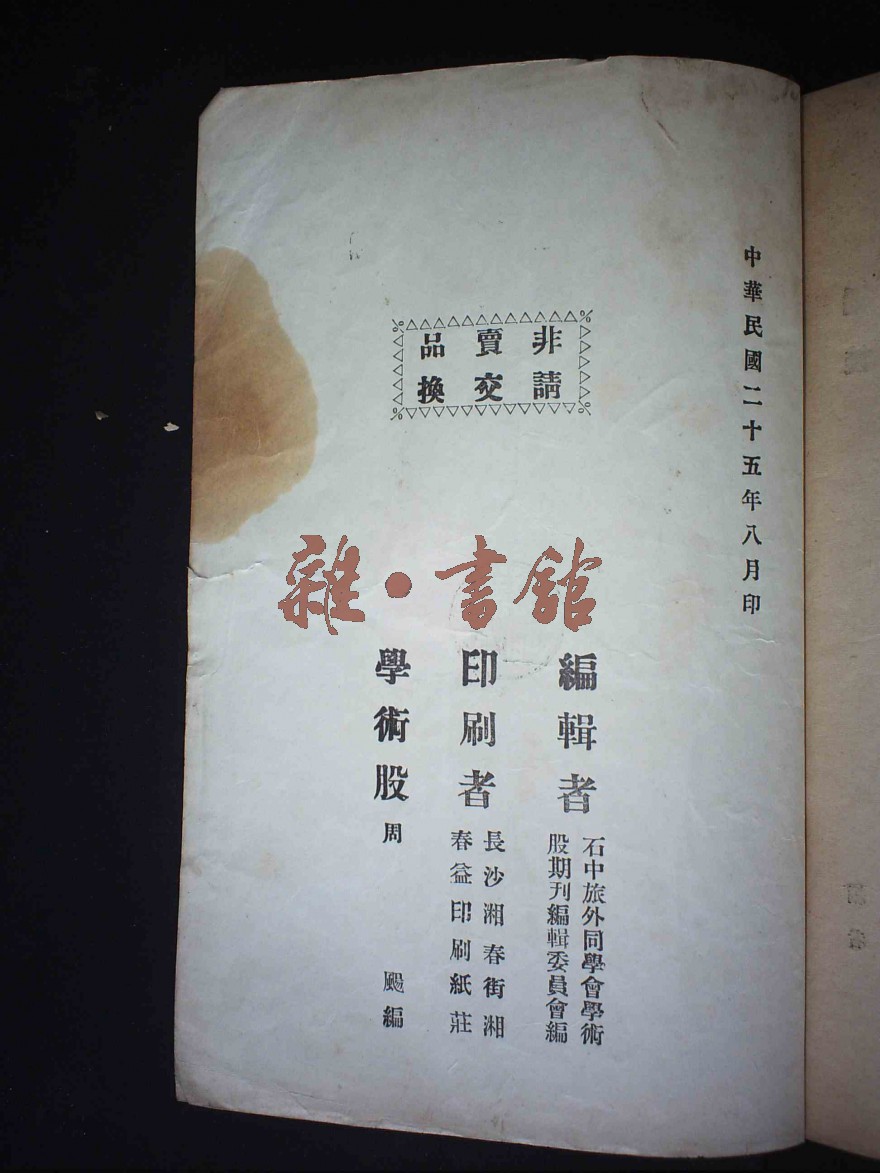 中華民國二十五年八月印
非賣品
請交換
編輯者
石中旅外同學會學術
股期刊編輯委員會編
印刷者
長沙湘春街湘
春益印刷紙莊
學術股
周 颺編
雜·書館